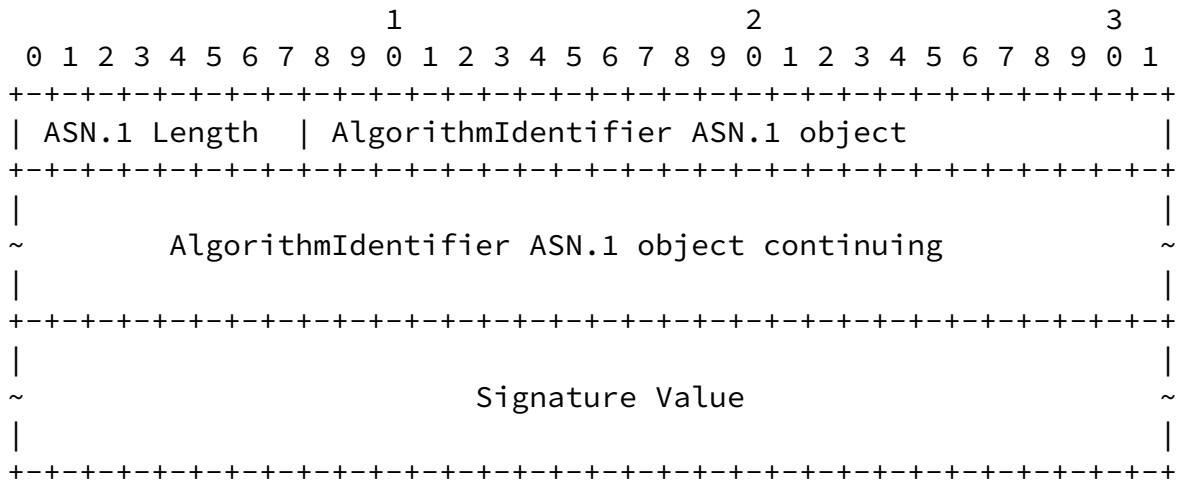 1                   2                   3
 0 1 2 3 4 5 6 7 8 9 0 1 2 3 4 5 6 7 8 9 0 1 2 3 4 5 6 7 8 9 0 1
+-+-+-+-+-+-+-+-+-+-+-+-+-+-+-+-+-+-+-+-+-+-+-+-+-+-+-+-+-+-+-+-+
| ASN.1 Length  | AlgorithmIdentifier ASN.1 object              |
+-+-+-+-+-+-+-+-+-+-+-+-+-+-+-+-+-+-+-+-+-+-+-+-+-+-+-+-+-+-+-+-+
|                                                               |
~        AlgorithmIdentifier ASN.1 object continuing            ~
|                                                               |
+-+-+-+-+-+-+-+-+-+-+-+-+-+-+-+-+-+-+-+-+-+-+-+-+-+-+-+-+-+-+-+-+
|                                                               |
~                         Signature Value                       ~
|                                                               |
+-+-+-+-+-+-+-+-+-+-+-+-+-+-+-+-+-+-+-+-+-+-+-+-+-+-+-+-+-+-+-+-+